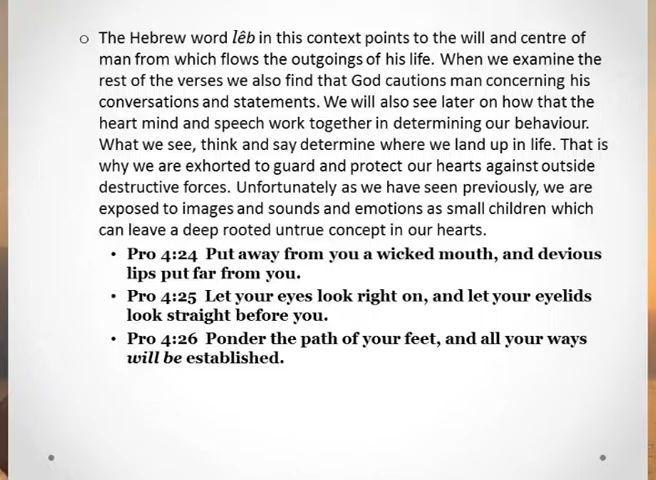 o The Hebrew word lêb in this context points to the will and centre of
man from which flows the outgoings of his life. When we examine the
rest of the verses we also find that God cautions man concerning his
conversations and statements. We will also see later on how that the
heart mind and speech work together in determining our behaviour.
What we see, think and say determine where we land up in life. That is
why we are exhorted to guard and protect our hearts against outside
destructive forces. Unfortunately as we have seen previously, we are
exposed to images and sounds and emotions as small children which
can leave a deep rooted untrue concept in our hearts.
• Pro 4:24 Put away from you a wicked mouth, and devious
lips put far from you.
• Pro 4:25 Let your eyes look right on, and let your eyelids
look straight before you.
• Pro 4:26 Ponder the path of your feet, and all your ways
will be established.